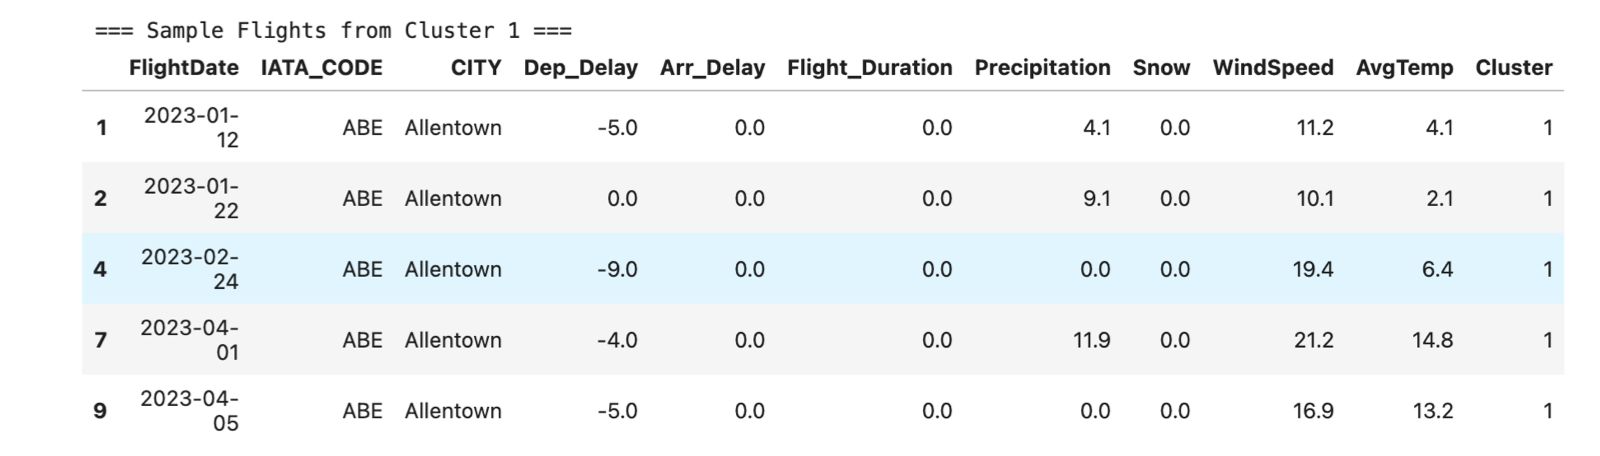 === Sample Flights from Cluster 1 ===
FlightDate IATA_CODE CITY Dep_Delay Arr_Delay Flight_Duration Precipitation Snow WindSpeed AvgTemp Cluster
1 2023-01-12 ABE Allentown -5.0 0.0 0.0 4.1 0.0 11.2 4.1 1
2 2023-01-22 ABE Allentown 0.0 0.0 0.0 9.1 0.0 10.1 2.1 1
4 2023-02-24 ABE Allentown -9.0 0.0 0.0 0.0 0.0 19.4 6.4 1
7 2023-04-01 ABE Allentown -4.0 0.0 0.0 11.9 0.0 21.2 14.8 1
9 2023-04-05 ABE Allentown -5.0 0.0 0.0 0.0 0.0 16.9 13.2 1